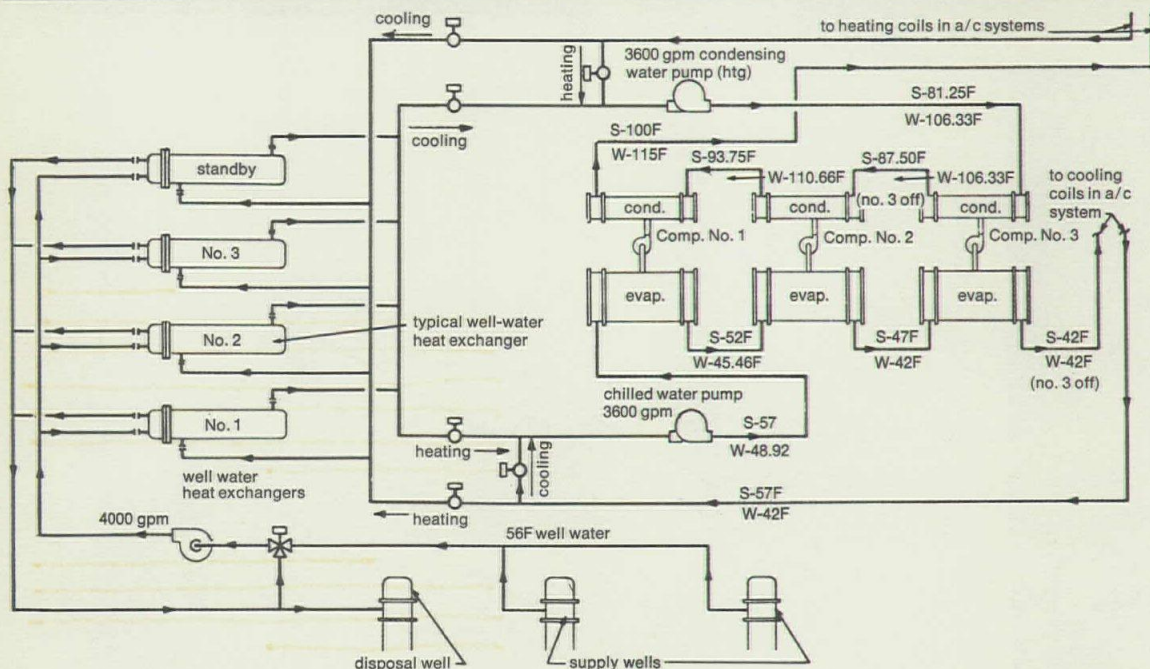 cooling
to heating coils in a/c systems
3600 gpm condensing
water pump (htg)
heating
S-81.25F
W-106.33F
cooling
S-100F
W-115F
S-93.75F
S-87.50F
W-110.66F
W-106.33F
(no. 3 off)
to
cooling
coils in a/c
system
standby
cond.
cond.
cond.
Comp. No. 1
Comp. No. 2
Comp. No. 3
No. 3
evap.
evap.
evap.
No. 2
typical well-water
heat exchanger
S-52F
W-45.46F
S-47F
W-42F
S-42F
W-42F
(no. 3 off)
No. 1
chilled water pump
3600 gpm
S-57
W-48.92
heating
cooling
well water
heat exchangers
heating
S-57F
W-42F
4000 gpm
56F well water
disposal well
supply wells